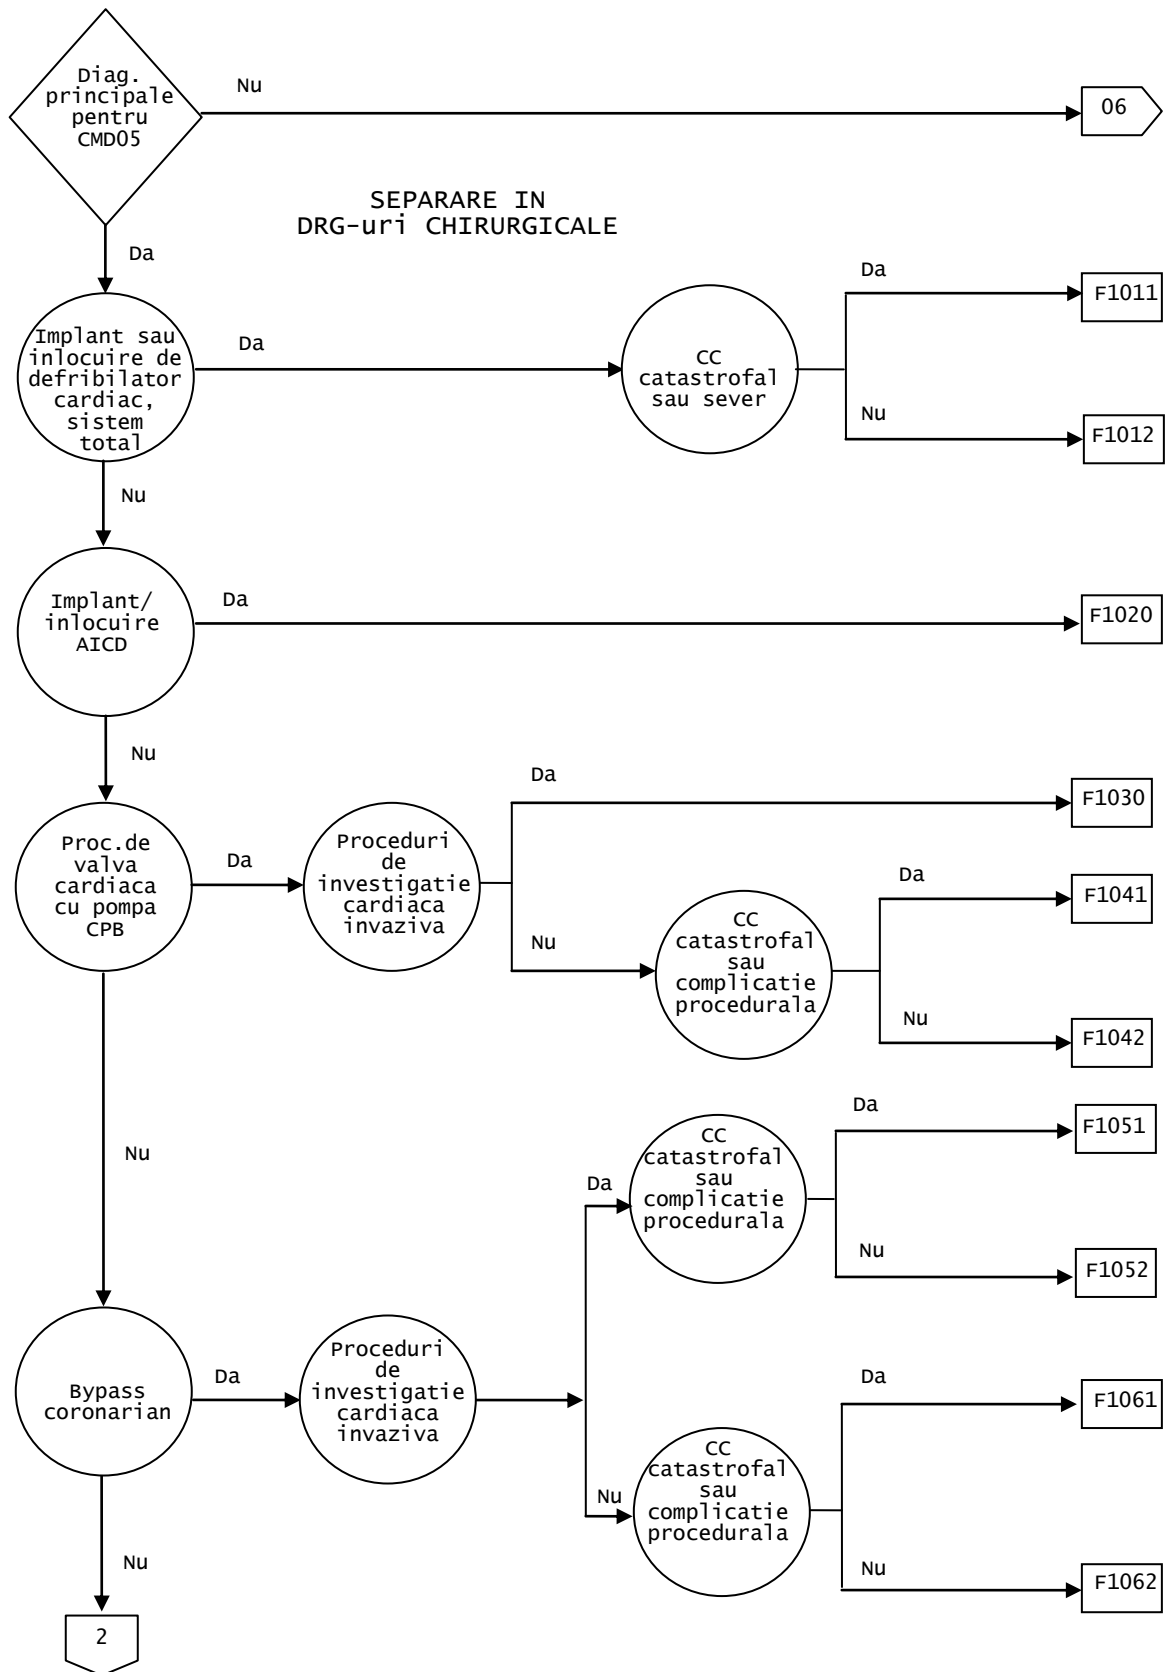 Diag.
principale
pentru
CMD05
Nu
06
SEPARARE IN
DRG-uri CHIRURGICALE
Da
Implant sau
inlocuire de
defribilator
cardiac,
sistem
total
Da
CC
catastrofal
sau sever
Da
F1011
Nu
F1012
Nu
Implant/
inlocuire
AICD
Da
F1020
Nu
Proc.de
valva
cardiaca
cu pompa
CPB
Da
Proceduri
de
investigatie
cardiaca
invaziva
Da
F1030
Nu
CC
catastrofal
sau
complicatie
procedurala
Da
F1041
Nu
F1042
Nu
Bypass
coronarian
Da
Proceduri
de
investigatie
cardiaca
invaziva
Da
CC
catastrofal
sau
complicatie
procedurala
Da
F1051
Nu
F1052
Nu
CC
catastrofal
sau
complicatie
procedurala
Da
F1061
Nu
F1062
Nu
2